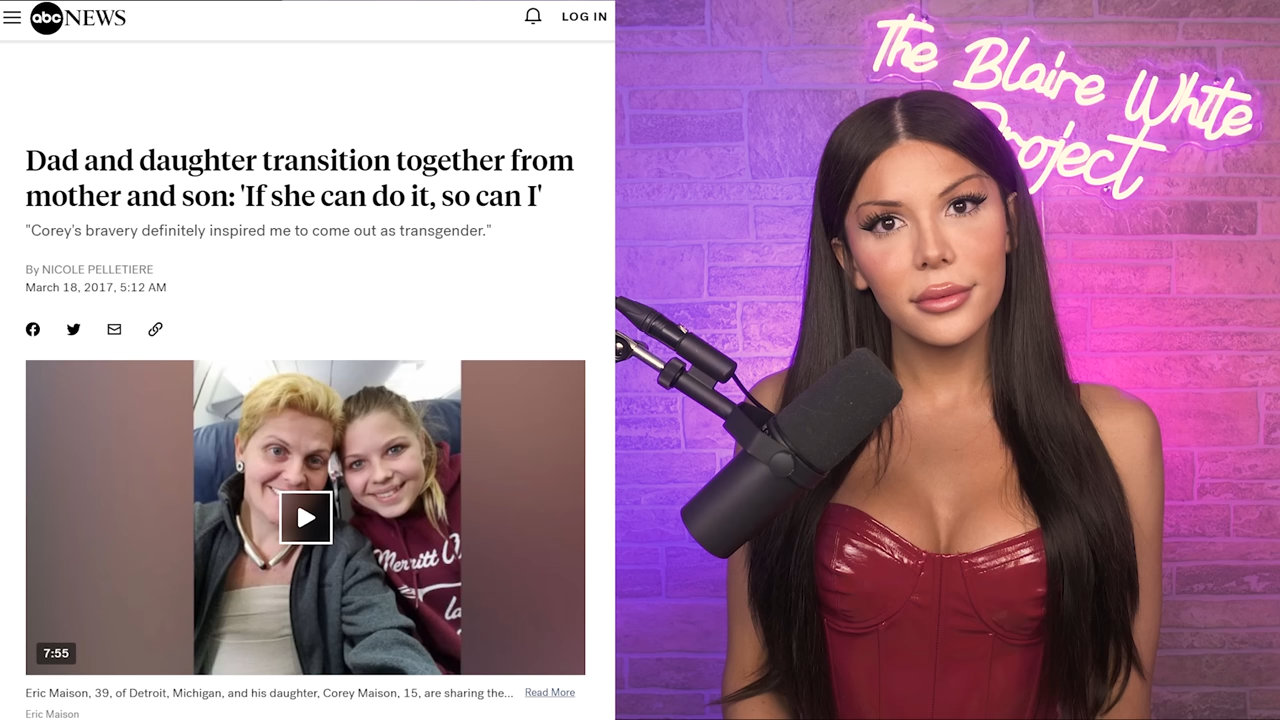 abc NEWS
LOG IN
Dad and daughter transition together from
mother and son: 'If she can do it, so can I'
"Corey's bravery definitely inspired me to come out as transgender."
By NICOLE PELLETIERE
March 18, 2017, 5:12 AM
Merritt
7:55
Eric Maison, 39, of Detroit, Michigan, and his daughter, Corey Maison, 15, are sharing the... Read More
Eric Maison
The Blaire White
Project